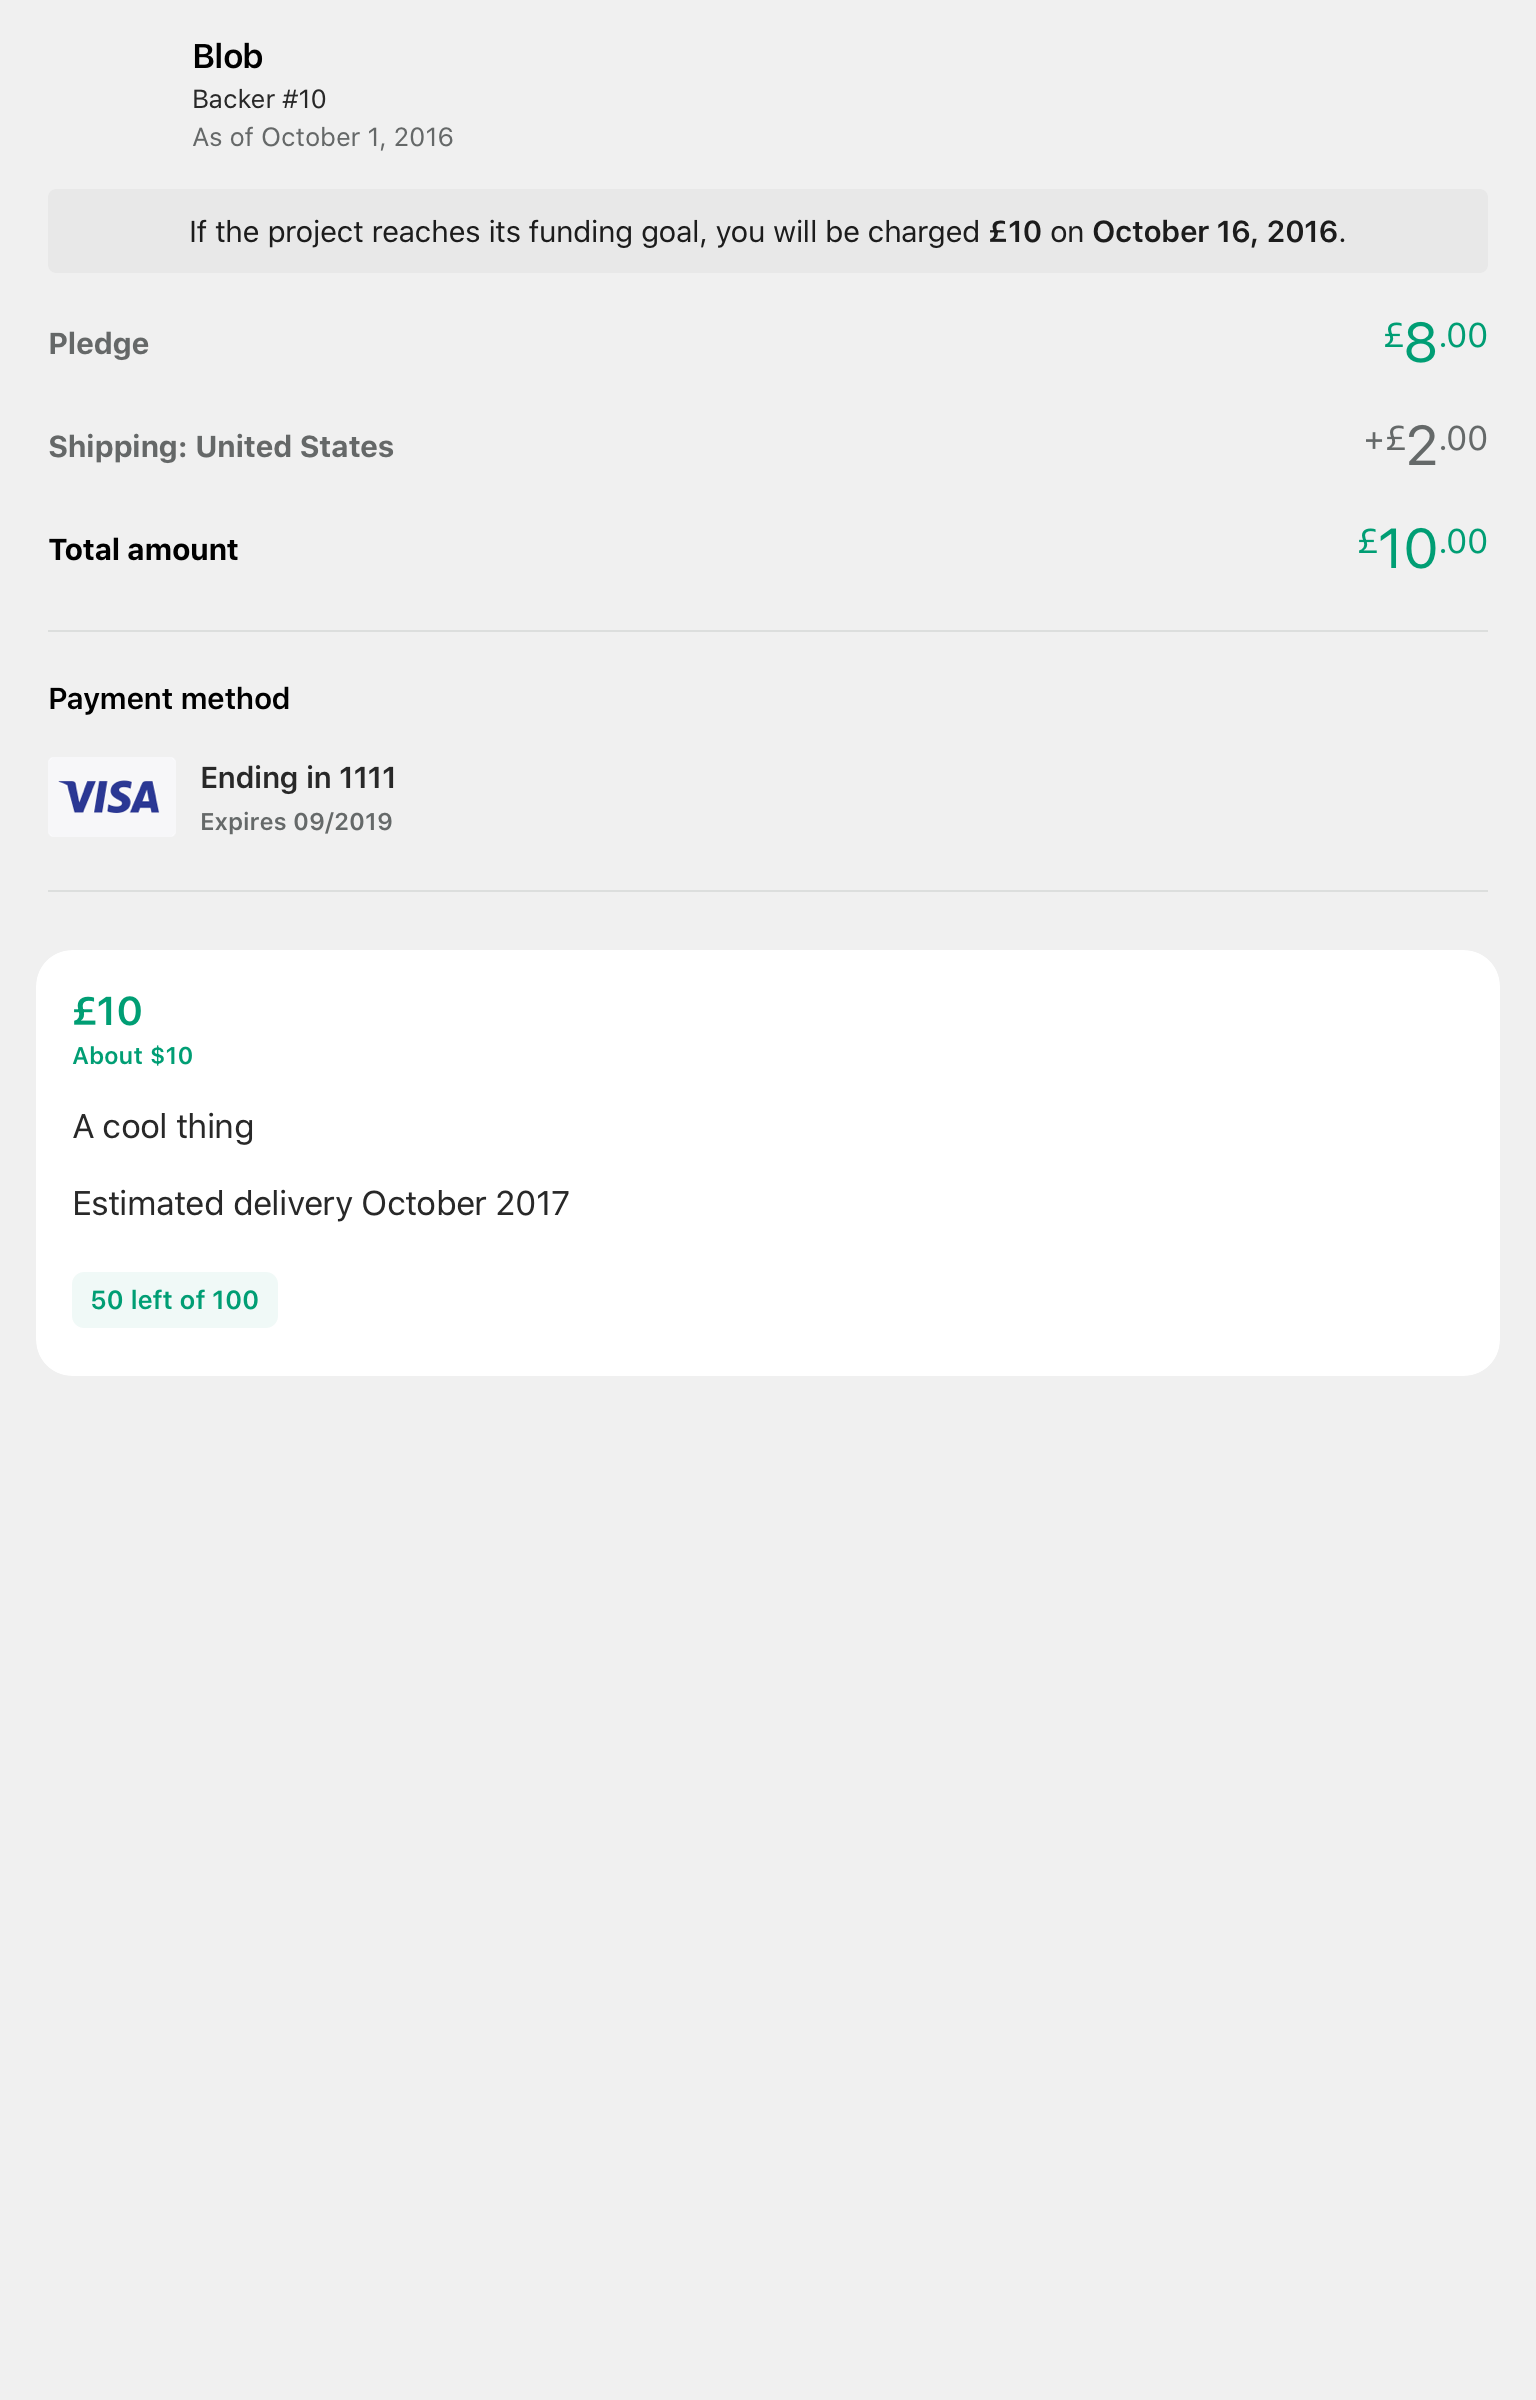 Blob
Backer #10
As of October 1, 2016
If the project reaches its funding goal, you will be charged £10 on October 16, 2016.
Pledge £8.00
Shipping: United States +£2.00
Total amount £10.00
Payment method
VISA Ending in 1111
Expires 09/2019
£10
About $10
A cool thing
Estimated delivery October 2017
50 left of 100